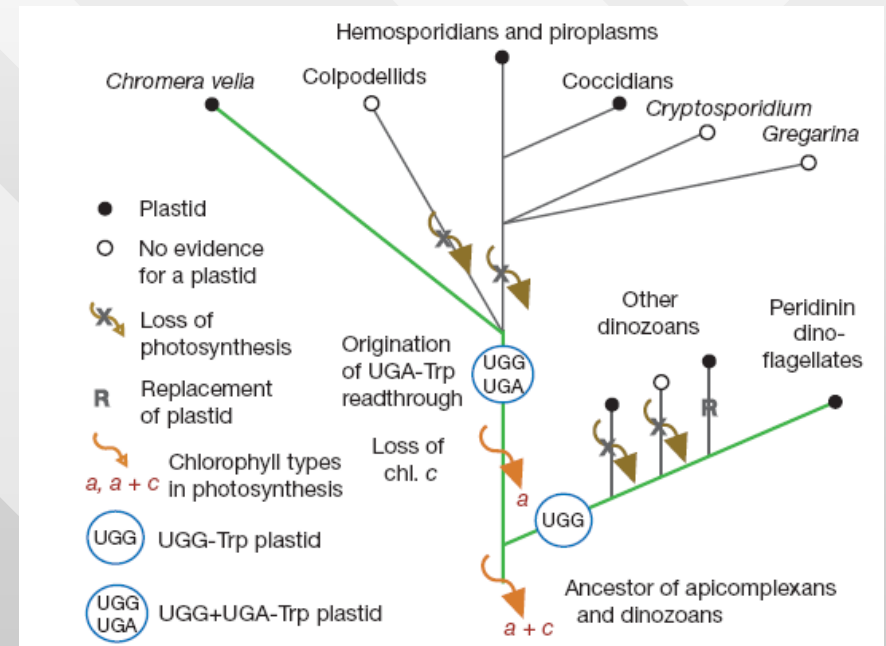 Hemosporidians and piroplasms
Chromera velia
Colpodellids
Coccidians
Cryptosporidium
Gregarina
Plastid
No evidence
for a plastid
X
X
Loss of
photosynthesis
X
R
Replacement
of plastid
Chlorophyll types
in photosynthesis
a, a + c
UGG
UGG-Trp plastid
UGG
UGA
UGG+UGA-Trp plastid
Origination
of UGA-Trp
readthrough
UGG
UGA
Loss of
chl. c
a
UGG
Other
dinozoans
X
X
R
Peridinin
dino-
flagellates
Ancestor of apicomplexans
and dinozoans
a + c